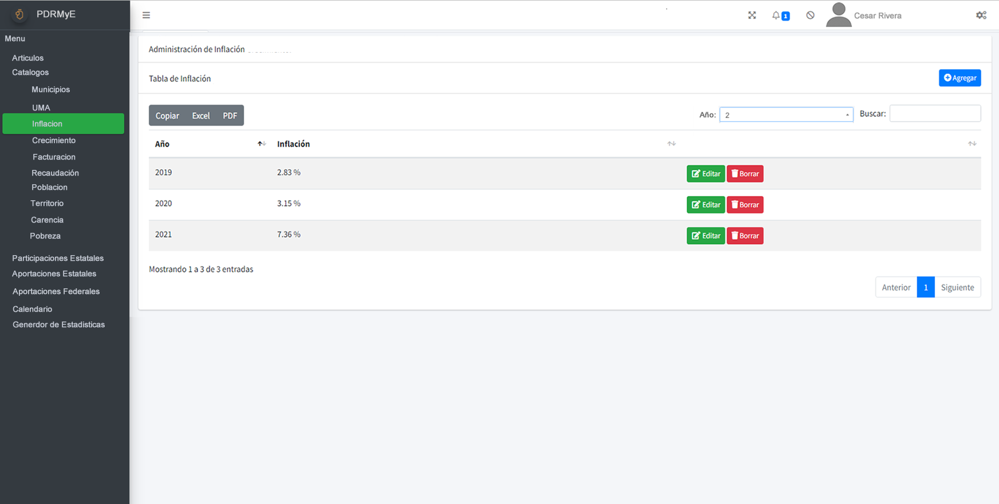 PDRMyE
1
Cesar Rivera
Menu
Articulos
Catalogos
Municipios
UMA
Inflacion
Crecimiento
Facturacion
Recaudación
Poblacion
Territorio
Carencia
Pobreza
Participaciones Estatales
Aportaciones Estatales
Aportaciones Federales
Calendario
Generdor de Estadisticas
Administración de Inflación
Tabla de Inflación
Agregar
Copiar Excel PDF
Año: 2 Buscar:
Año Inflación
2019 2.83 % Editar Borrar
2020 3.15 % Editar Borrar
2021 7.36 % Editar Borrar
Mostrando 1 a 3 de 3 entradas
Anterior 1 Siguiente